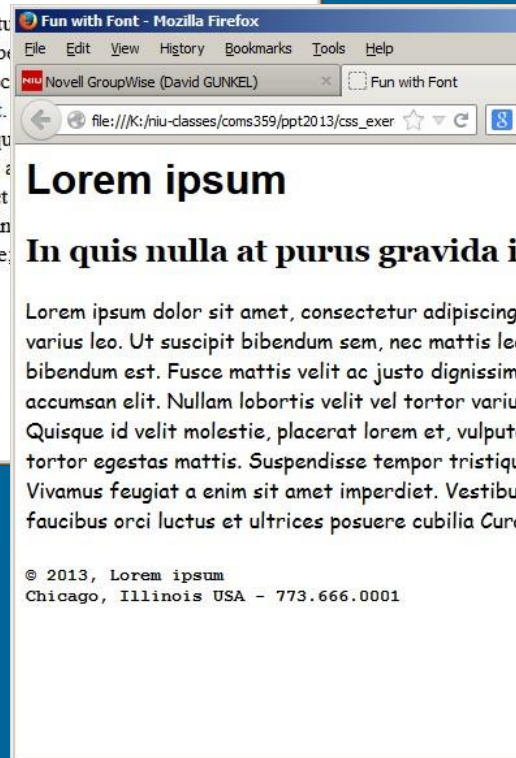 Fun with Font - Mozilla Firefox
File Edit View History Bookmarks Tools Help
NIU Novell GroupWise (David GUNKEL) × Fun with Font
file:///K:/niu-classes/coms359/ppt2013/css_exer 8
Lorem ipsum
In quis nulla at purus gravida i
Lorem ipsum dolor sit amet, consectetur adipiscing
varius leo. Ut suscipit bibendum sem, nec mattis le
bibendum est. Fusce mattis velit ac justo dignissim
accumsan elit. Nullam lobortis velit vel tortor variu
Quisque id velit molestie, placerat lorem et, vulput
tortor egestas mattis. Suspendisse tempor tristiqu
Vivamus feugiat a enim sit amet imperdiet. Vestibu
faucibus orci luctus et ultrices posuere cubilia Cur
© 2013, Lorem ipsum
Chicago, Illinois USA - 773.666.0001